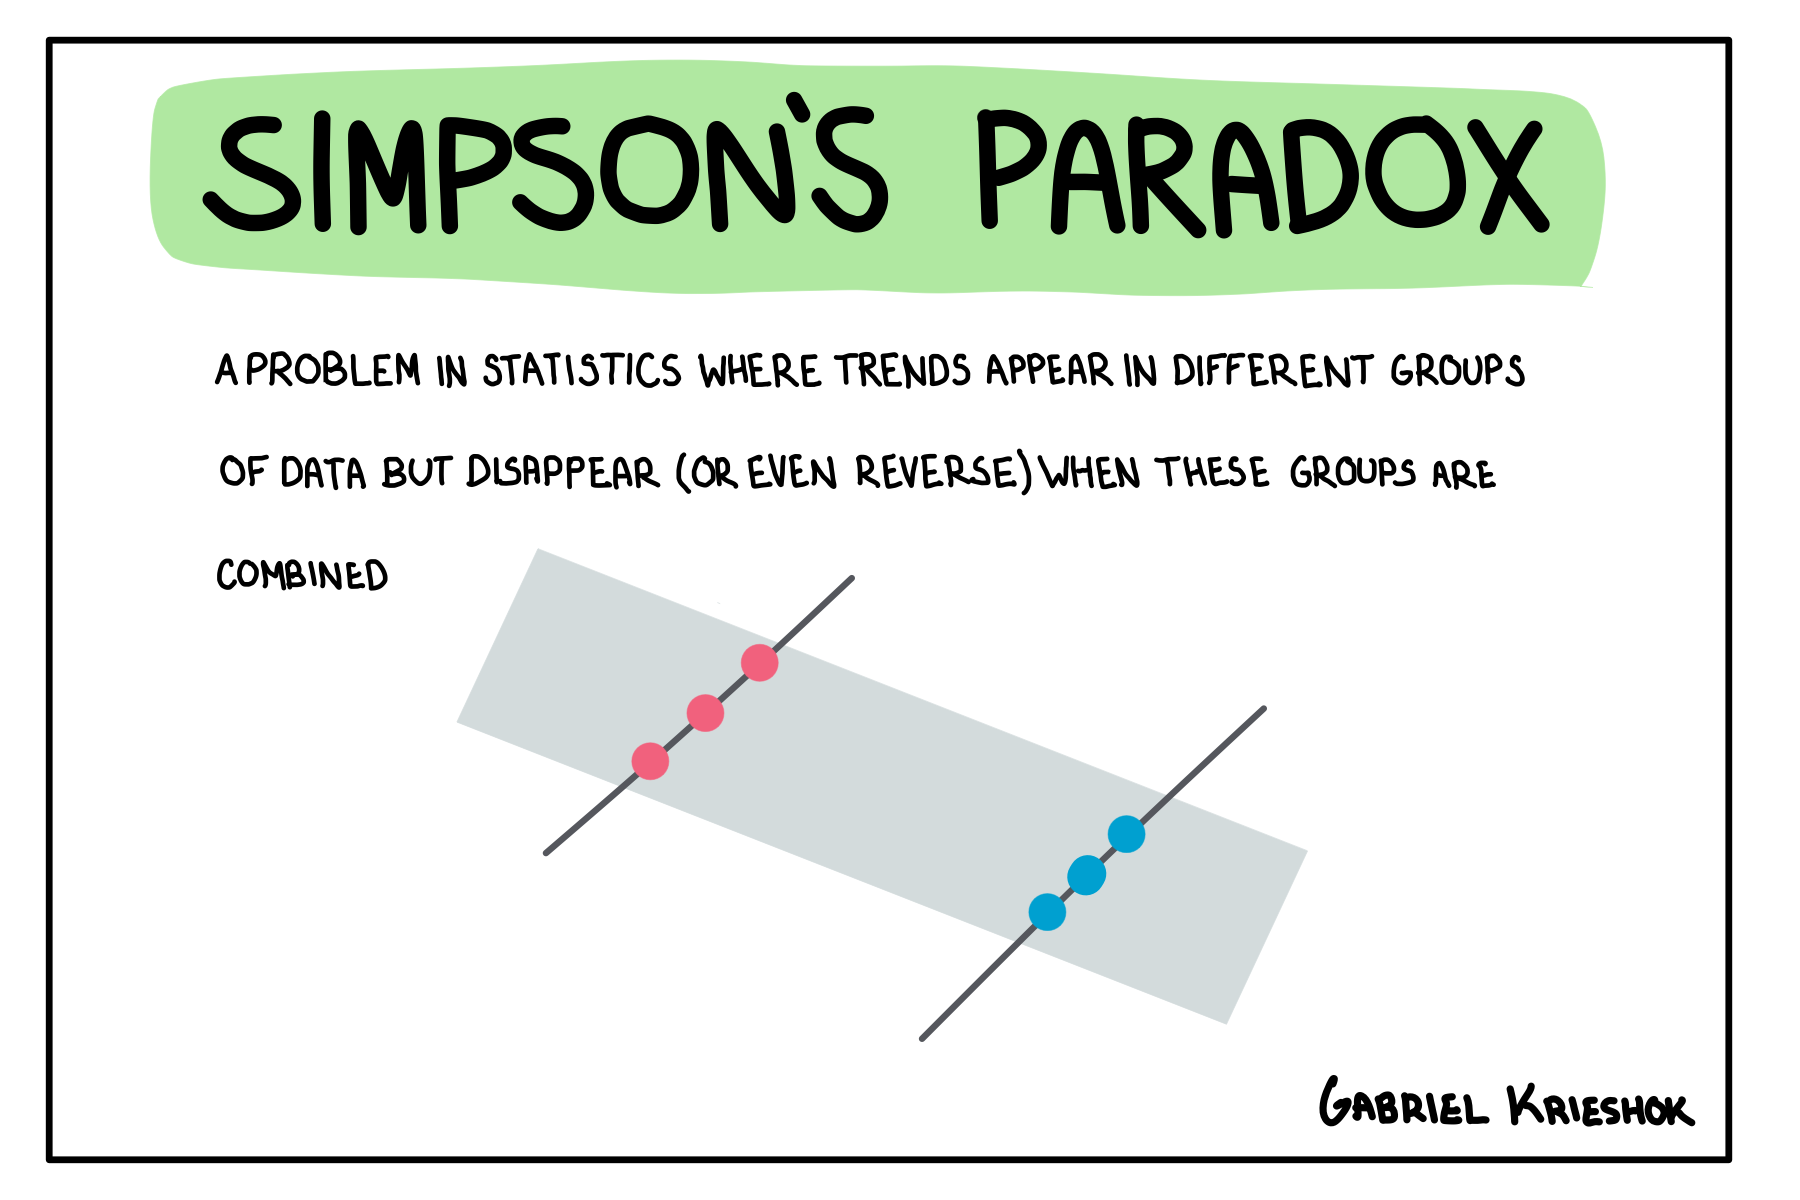 SIMPSON'S PARADOX
A PROBLEM IN STATISTICS WHERE TRENDS APPEAR IN DIFFERENT GROUPS
OF DATA BUT DISAPPEAR (OR EVEN REVERSE) WHEN THESE GROUPS ARE
COMBINED
GABRIEL KRIESHOK